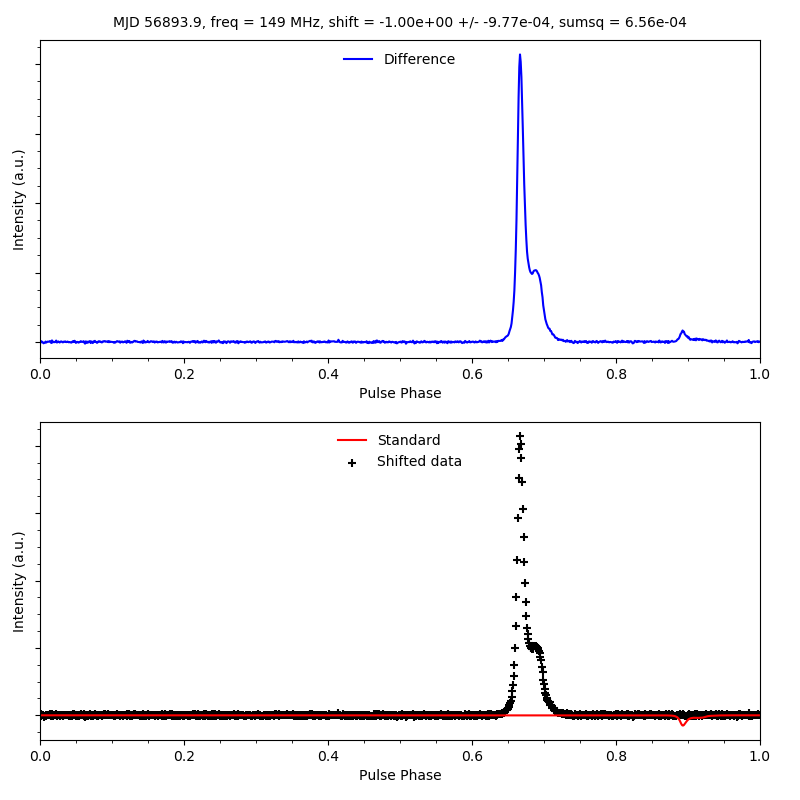 MJD 56893.9, freq = 149 MHz, shift = -1.00e+00 +/- -9.77e-04, sumsq = 6.56e-04
Difference
Intensity (a.u.)
0.0 0.2 0.4 0.6 0.8 1.0
Pulse Phase
Standard
Shifted data
Intensity (a.u.)
0.0 0.2 0.4 0.6 0.8 1.0
Pulse Phase